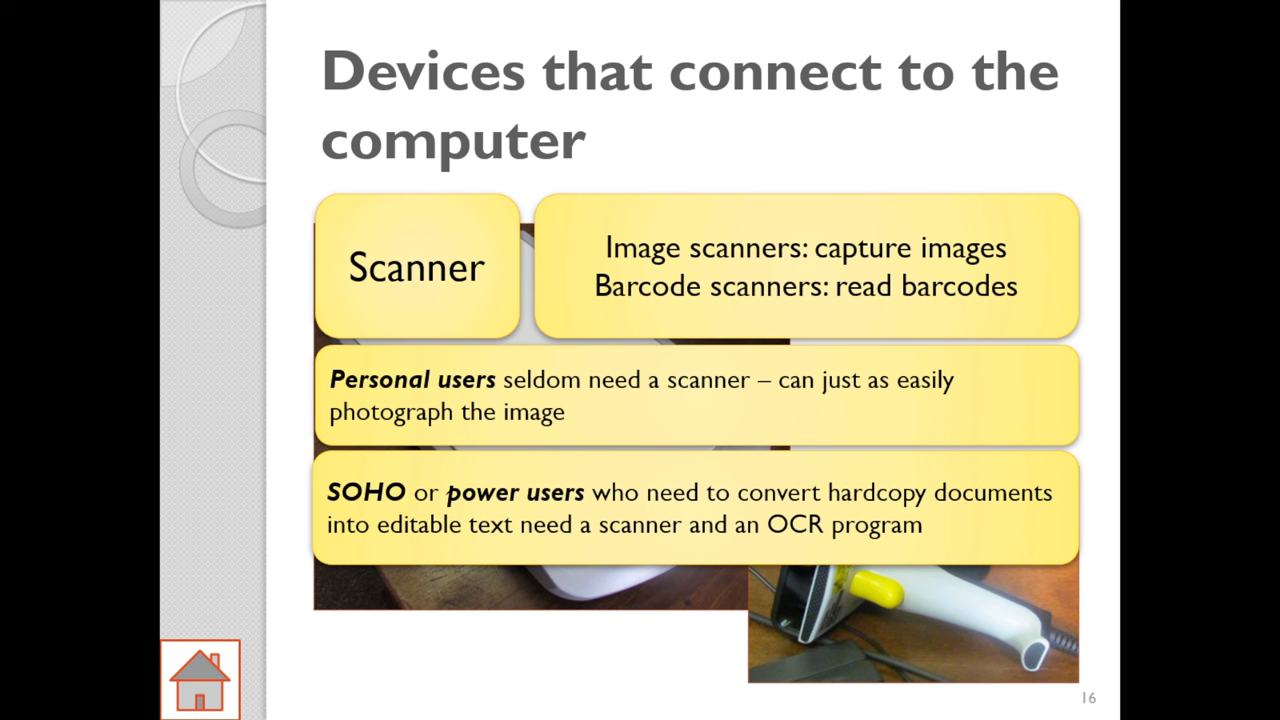 Devices that connect to the
computer
Scanner
Image scanners: capture images
Barcode scanners: read barcodes
Personal users seldom need a scanner – can just as easily
photograph the image
SOHO or power users who need to convert hardcopy documents
into editable text need a scanner and an OCR program
16